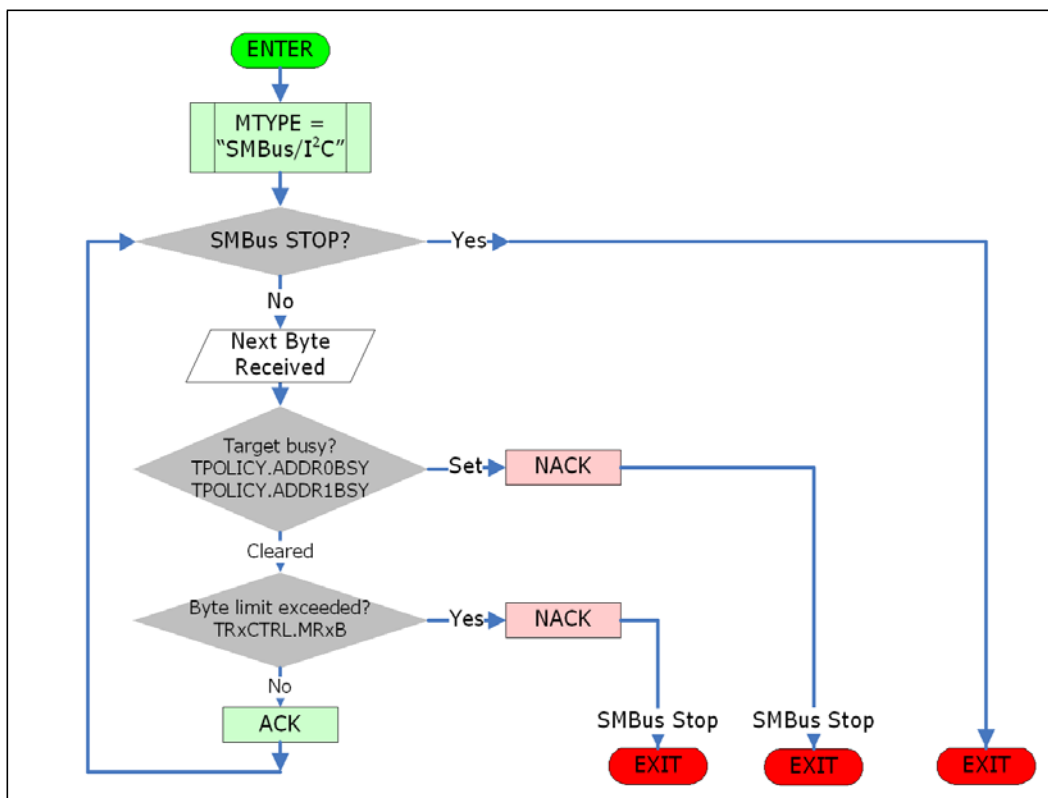 ENTER
MTYPE =
“SMBus/I²C”
SMBus STOP?
Yes
No
Next Byte
Received
Target busy?
TPOLICY.ADDR0BSY
TPOLICY.ADDR1BSY
Set
NACK
Cleared
Byte limit exceeded?
TRxCTRL.MRxB
Yes
NACK
No
ACK
SMBus Stop
SMBus Stop
EXIT
EXIT
EXIT